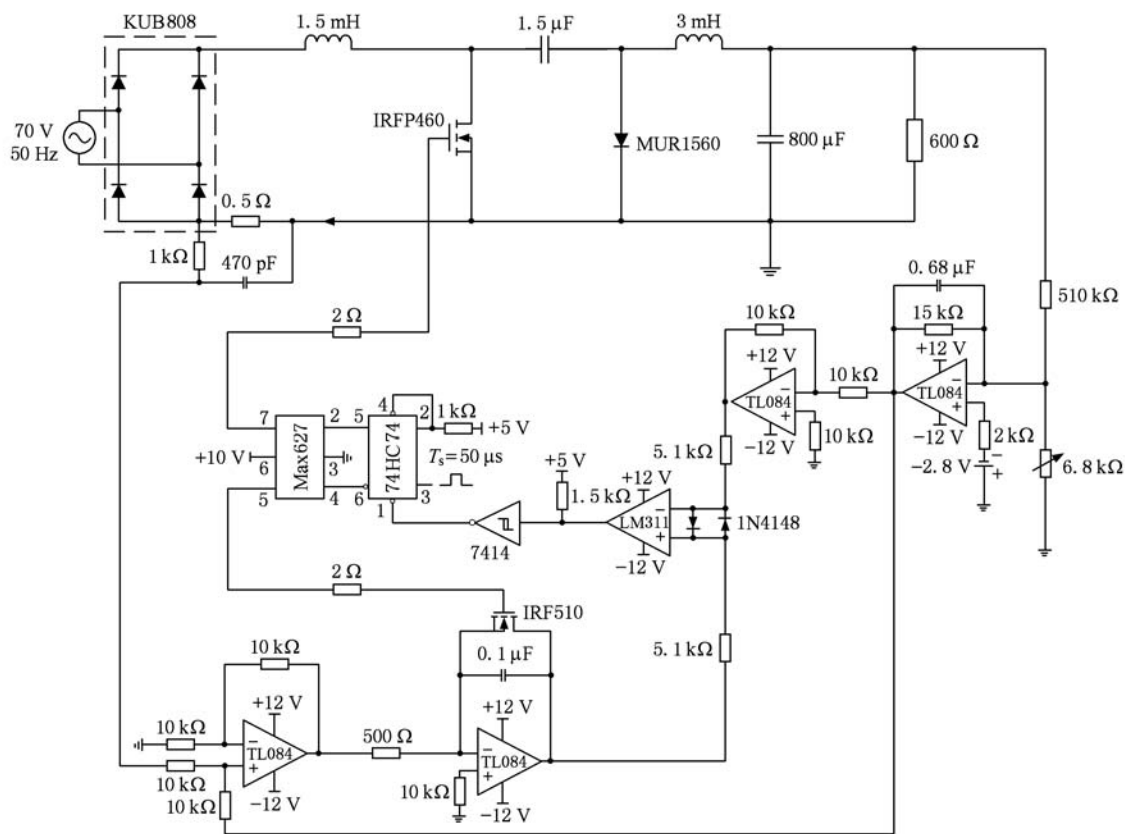 KUB808
1.5 mH
1.5 μF
3 mH
70 V
50 Hz
IRFP460
MUR1560
800 μF
600 Ω
0.5 Ω
1 kΩ
470 pF
0.68 μF
510 kΩ
2 Ω
10 kΩ
15 kΩ
+12 V
+12 V
TL084
−
+
10 kΩ
TL084
−
+
−12 V
−12 V
10 kΩ
2 kΩ
−2.8 V
−
+
6.8 kΩ
7
2
5
4
2
1 kΩ
+5 V
+10 V
6
Max627
3
74HC74
Ts=50 μs
3
5
4
6
1
5.1 kΩ
+5 V
1.5 kΩ
+12 V
LM311
−
+
−12 V
1N4148
7414
2 Ω
IRF510
0.1 μF
5.1 kΩ
10 kΩ
+12 V
+12 V
10 kΩ
−
+
TL084
500 Ω
−
+
TL084
10 kΩ
10 kΩ
−12 V
10 kΩ
−12 V